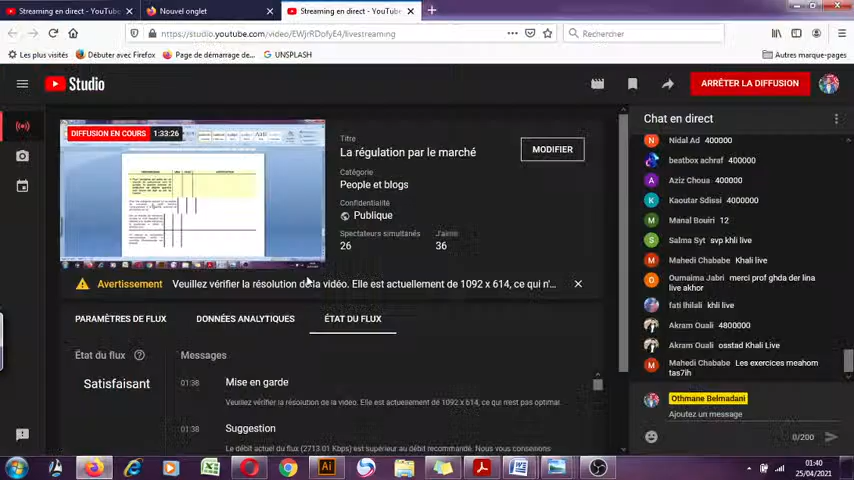 Streaming en direct - YouTube
Nouvel onglet
Streaming en direct - YouTube
https://studio.youtube.com/video/EWjrRDofyE4/livestreaming
Rechercher
Les plus visités
Débuter avec Firefox
Page de démarrage de...
UNSPLASH
Autres marque-pages
Studio
ARRÊTER LA DIFFUSION
DIFFUSION EN COURS 1:33:26
Titre
La régulation par le marché
MODIFIER
Catégorie
People et blogs
Confidentialité
Publique
Spectateurs simultanés
J'aime
26
36
Avertissement Veuillez vérifier la résolution de la vidéo. Elle est actuellement de 1092 x 614, ce qui n'...
PARAMÈTRES DE FLUX
DONNÉES ANALYTIQUES
ÉTAT DU FLUX
État du flux
Satisfaisant
Messages
01:38
Mise en garde
Veuillez vérifier la résolution de la vidéo. Elle est actuellement de 1092 x 614, ce qui n'est pas optimal.
01:38
Suggestion
Le débit actuel du flux (2713.01 Kbps) est supérieur au débit recommandé. Nous vous conseillons
Chat en direct
Nidal Ad 400000
beatbox achraf 400000
Aziz Choua 400000
Kaoutar Sdissi 4000000
Manal Bouiri 12
Salma Syt svp khli live
Mahedi Chababe Khali live
Oumaima Jabri merci prof ghda der lina
live akhor
fati lhilali khli live
Akram Ouali 4800000
Akram Ouali osstad Khali Live
Mahedi Chababe Les exercices meahom
tas7ih
Othmane Belmadani
Ajoutez un message
0/200
01:40
25/04/2021